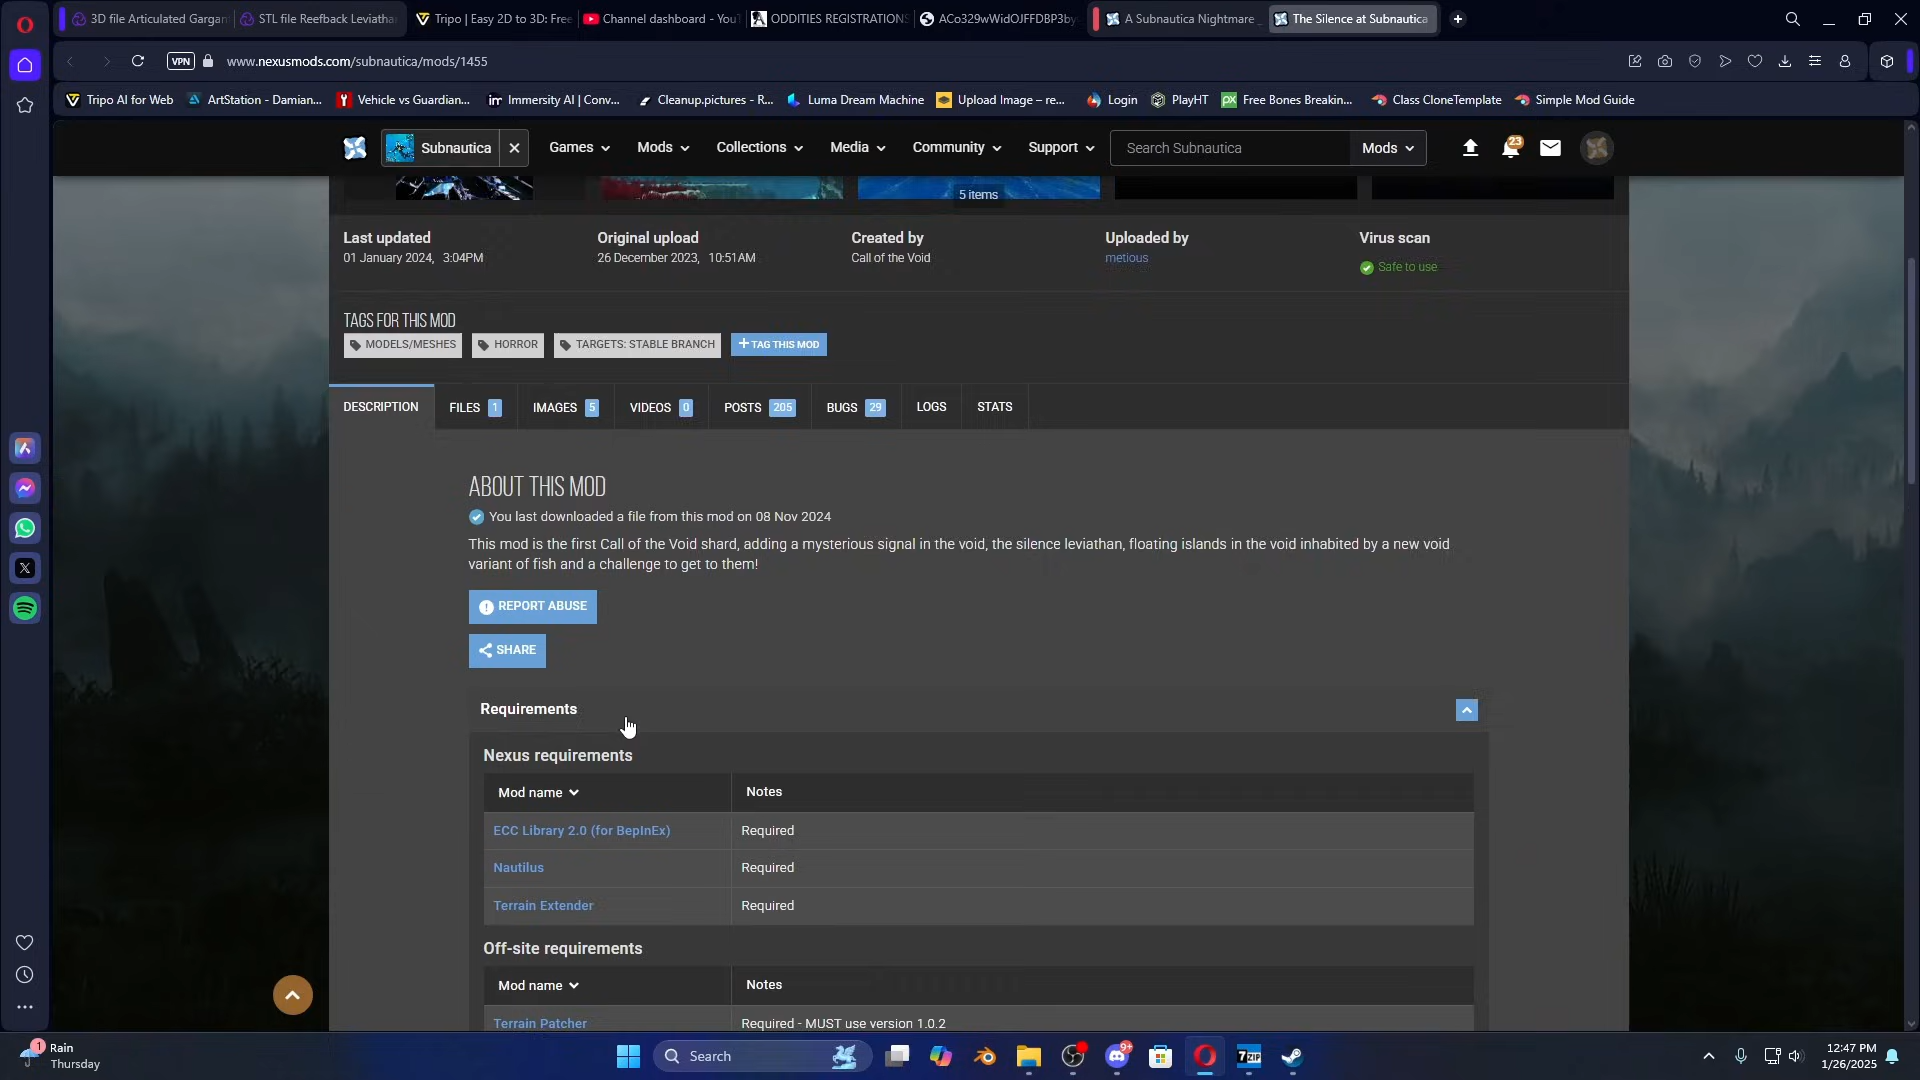 3D file Articulated Gargan
STL file Reefback Leviatha
Tripo | Easy 2D to 3D: Free
Channel dashboard - YouT
ODDITIES REGISTRATIONS
ACo329wWidOJFFDBP3by
A Subnautica Nightmare
The Silence at Subnautica
VPN
www.nexusmods.com/subnautica/mods/1455
Tripo AI for Web
ArtStation - Damian...
Vehicle vs Guardian...
Immersity AI | Conv...
Cleanup.pictures - R...
Luma Dream Machine
Upload Image – re...
Login
PlayHT
Free Bones Breakin...
Class CloneTemplate
Simple Mod Guide
Subnautica
Games
Mods
Collections
Media
Community
Support
Search Subnautica
Mods
23
5 items
Last updated
01 January 2024, 3:04PM
Original upload
26 December 2023, 10:51AM
Created by
Call of the Void
Uploaded by
metious
Virus scan
Safe to use
TAGS FOR THIS MOD
MODELS/MESHES
HORROR
TARGETS: STABLE BRANCH
+ TAG THIS MOD
DESCRIPTION
FILES 1
IMAGES 5
VIDEOS 0
POSTS 205
BUGS 29
LOGS
STATS
ABOUT THIS MOD
You last downloaded a file from this mod on 08 Nov 2024
This mod is the first Call of the Void shard, adding a mysterious signal in the void, the silence leviathan, floating islands in the void inhabited by a new void
variant of fish and a challenge to get to them!
REPORT ABUSE
SHARE
Requirements
Nexus requirements
Mod name
Notes
ECC Library 2.0 (for BepInEx)
Required
Nautilus
Required
Terrain Extender
Required
Off-site requirements
Mod name
Notes
Terrain Patcher
Required - MUST use version 1.0.2
1
Rain
Thursday
Search
9+
7ZIP
12:47 PM
1/26/2025